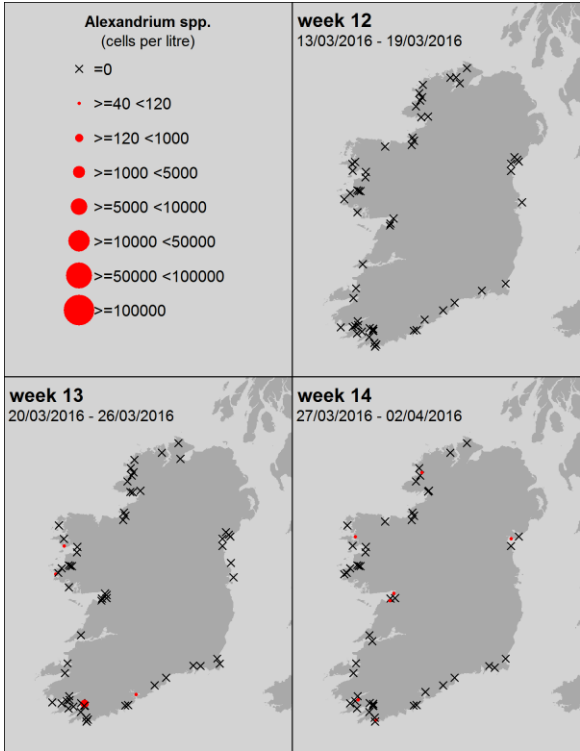 Alexandrium spp.
(cells per litre)
=0
>=40 <120
>=120 <1000
>=1000 <5000
>=5000 <10000
>=10000 <50000
>=50000 <100000
>=100000
week 12
13/03/2016 - 19/03/2016
week 13
20/03/2016 - 26/03/2016
week 14
27/03/2016 - 02/04/2016